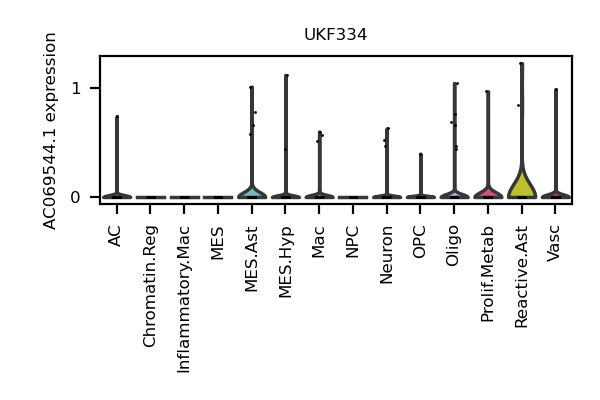 UKF334
AC069544.1 expression
1
0
AC
Chromatin.Reg
Inflammatory.Mac
MES
MES.Ast
MES.Hyp
Mac
NPC
Neuron
OPC
Oligo
Prolif.Metab
Reactive.Ast
Vasc